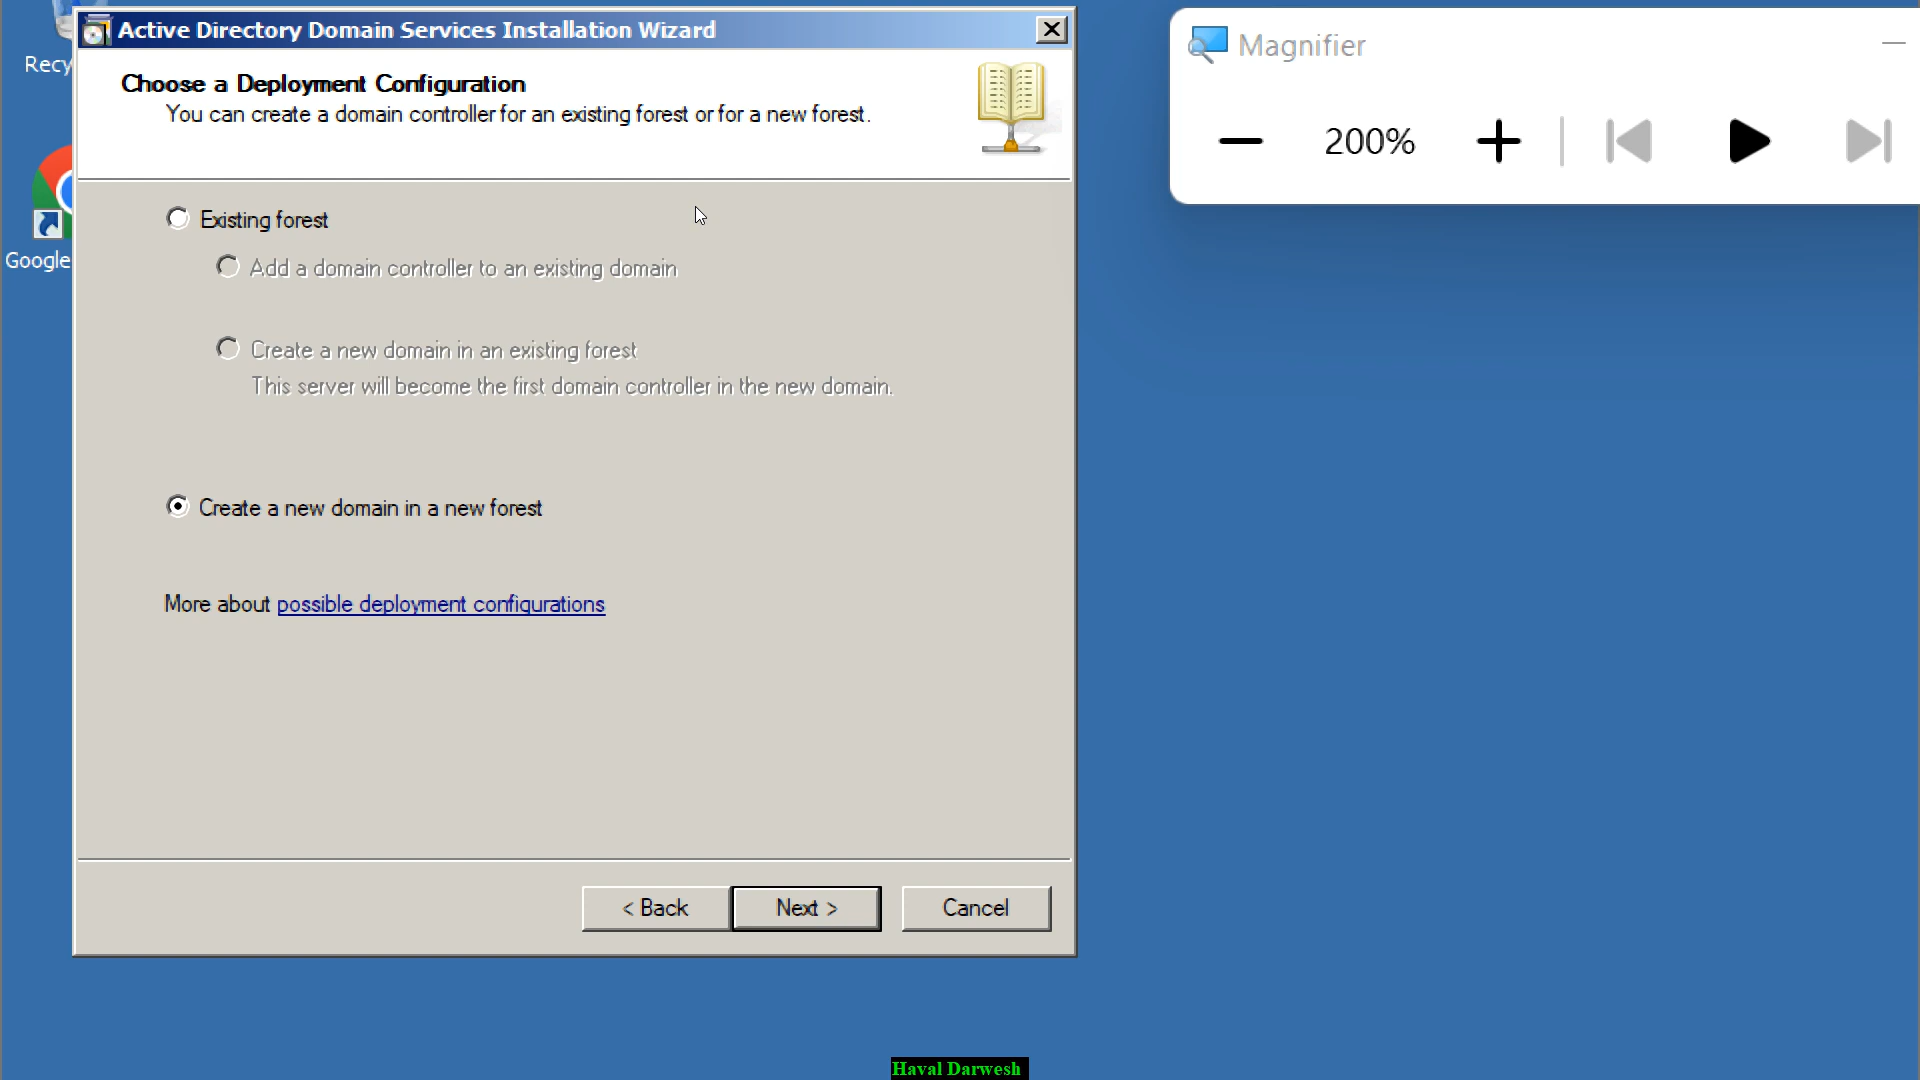 Active Directory Domain Services Installation Wizard
Choose a Deployment Configuration
You can create a domain controller for an existing forest or for a new forest.
Existing forest
Add a domain controller to an existing domain
Create a new domain in an existing forest
This server will become the first domain controller in the new domain.
Create a new domain in a new forest
More about possible deployment configurations
< Back
Next >
Cancel
Recy
Google
Magnifier
200%
Haval Darwesh